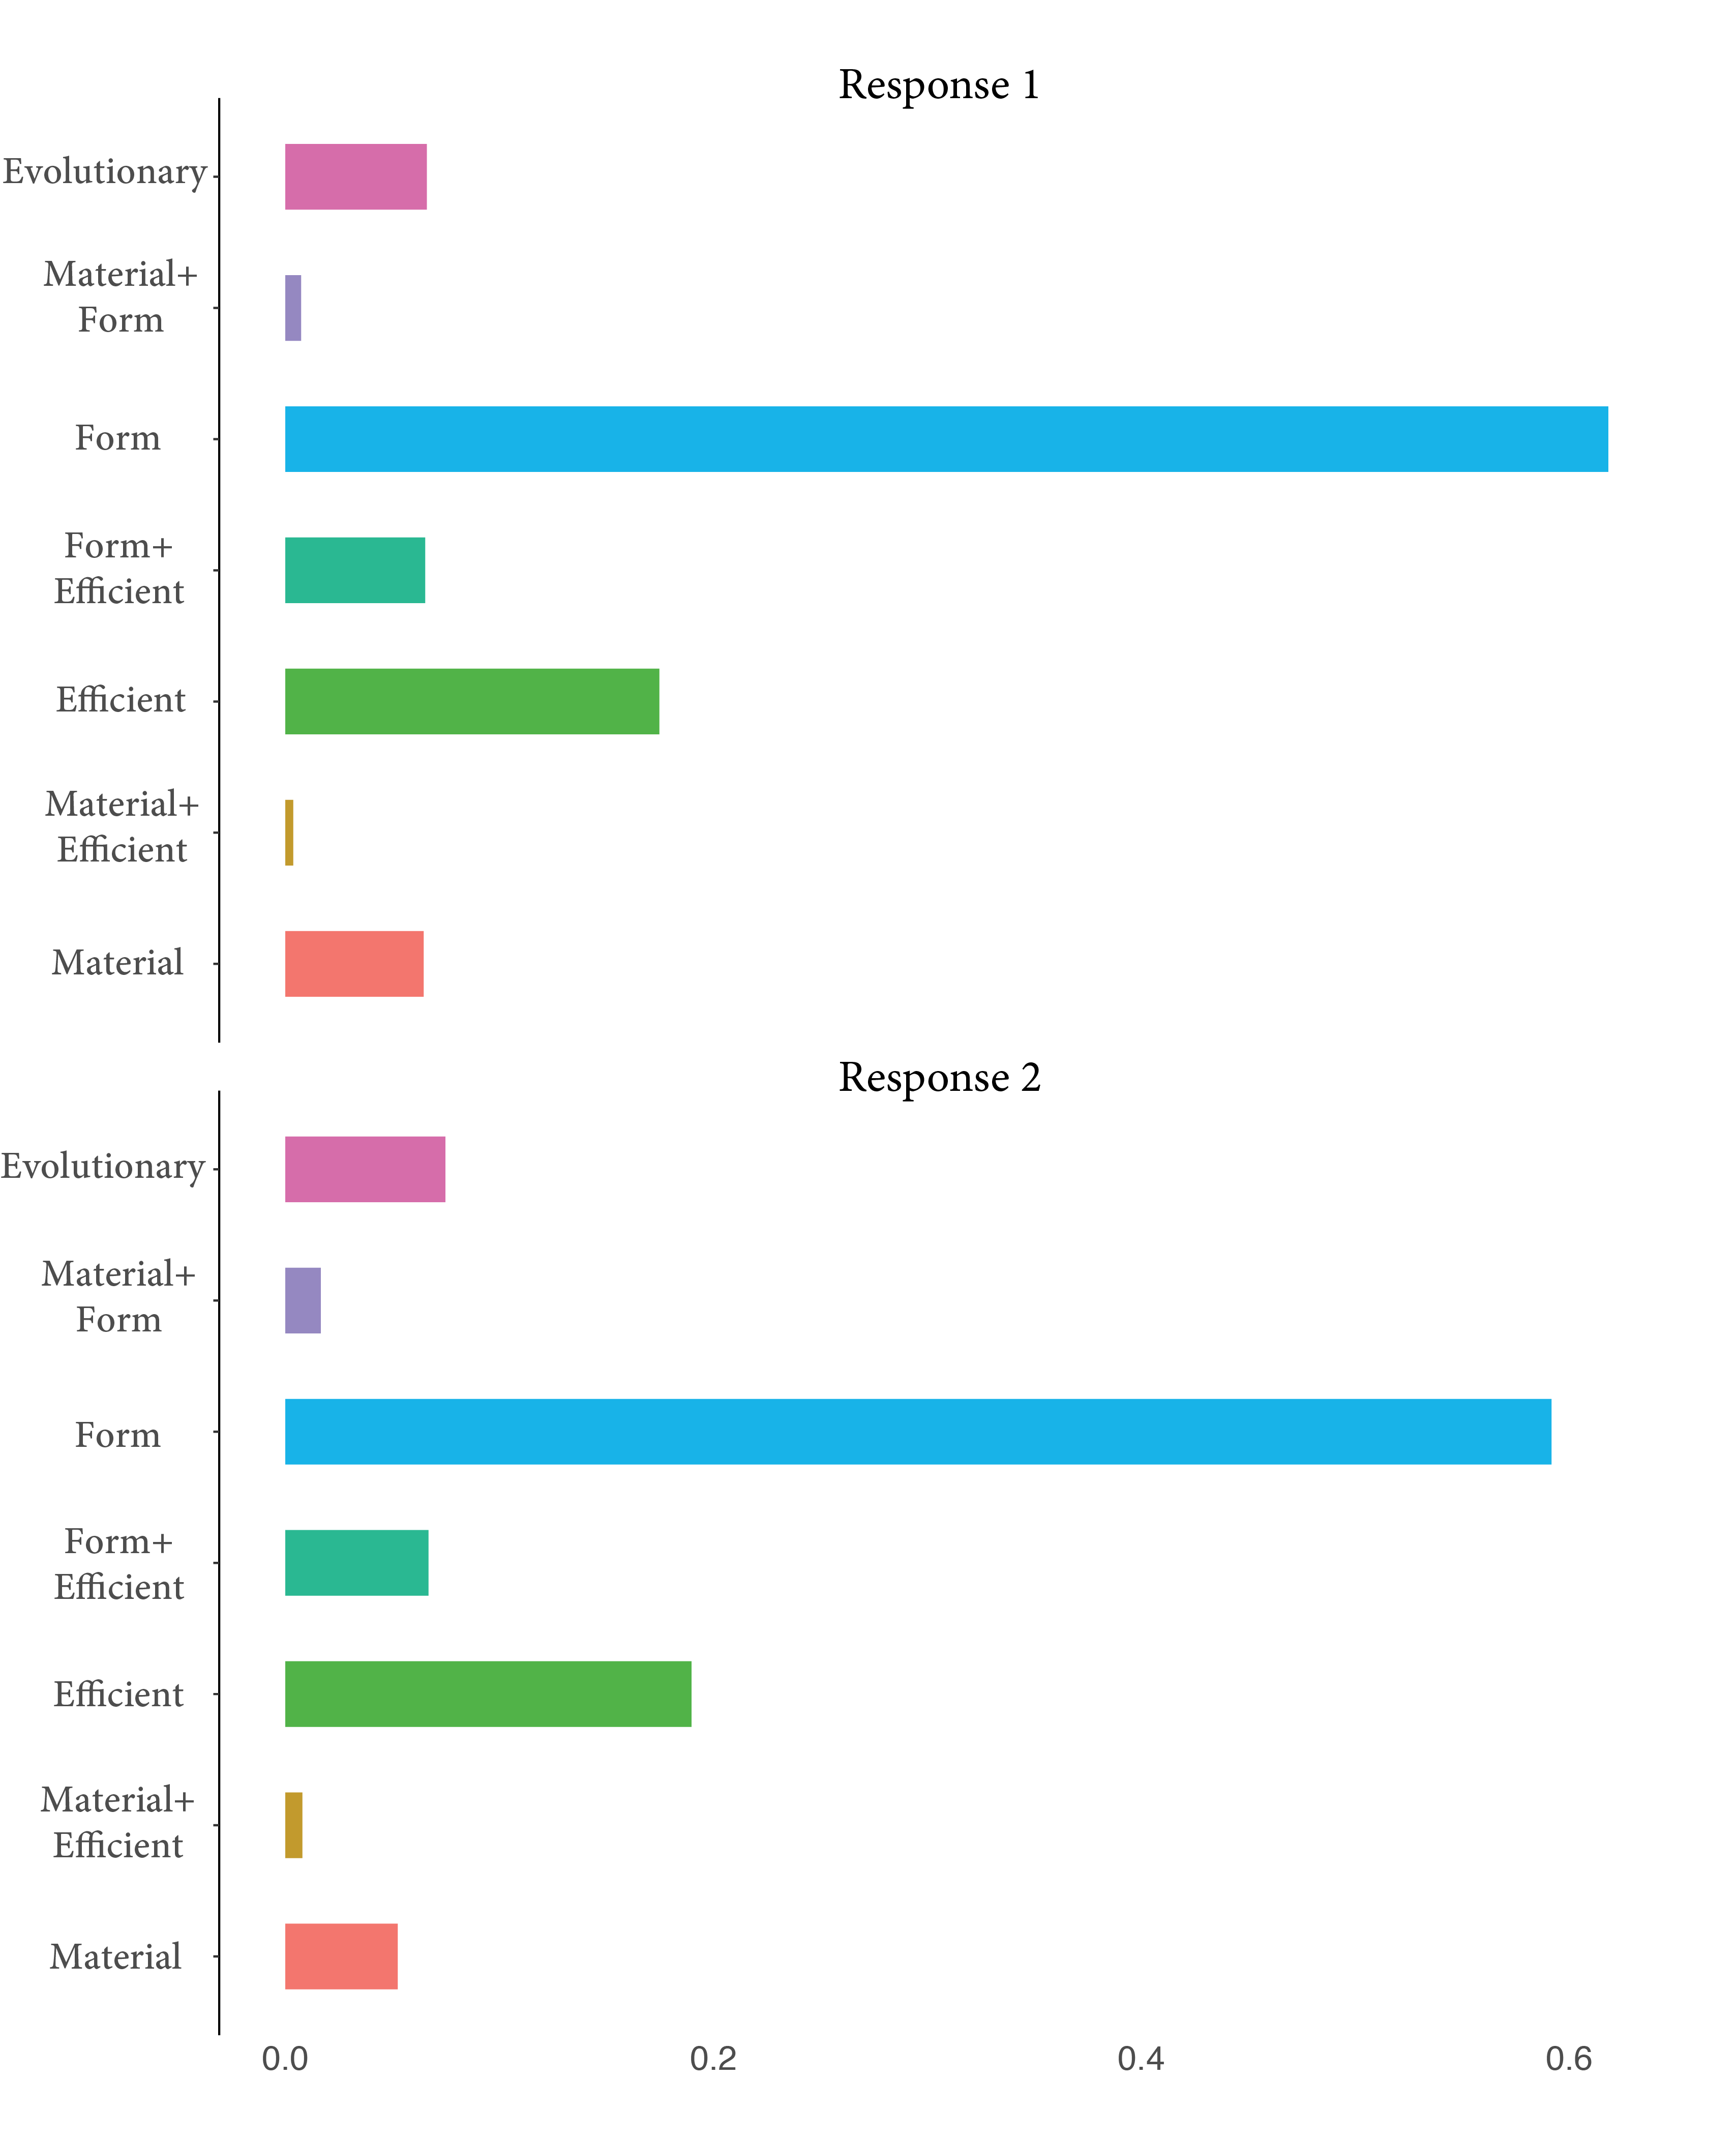 Response 1
Evolutionary
Material+
Form
Form
Form+
Efficient
Efficient
Material+
Efficient
Material
Response 2
Evolutionary
Material+
Form
Form
Form+
Efficient
Efficient
Material+
Efficient
Material
0.0 0.2 0.4 0.6